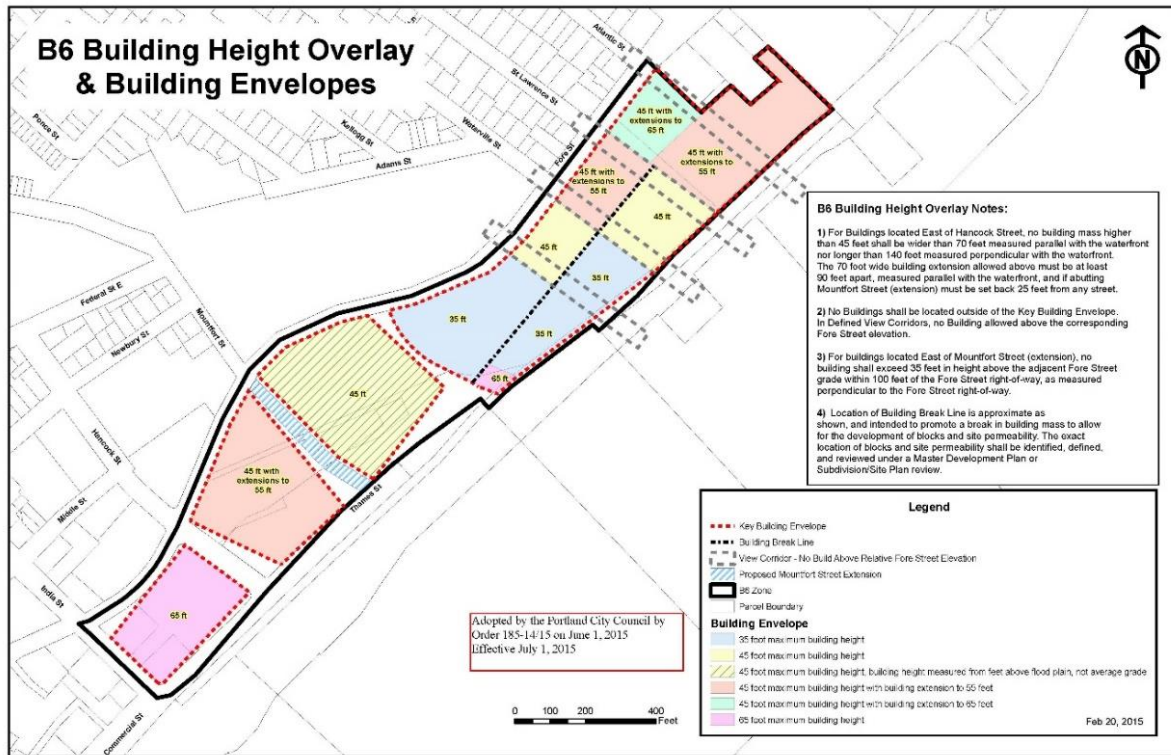 B6 Building Height Overlay
& Building Envelopes
N
Atlantic St
St Lawrence St
Waterville St
Kellogg St
Ponce St
Adams St
Fore St
Federal St E
Mountfort St
Newbury St
Hancock St
Middle St
India St
Commercial St
Thames St
45 ft with
extensions to
65 ft
45 ft with
extensions to
55 ft
45 ft with
extensions to
55 ft
45 ft
45 ft
35 ft
35 ft
35 ft
65 ft
45 ft
45 ft with
extensions to
55 ft
65 ft
B6 Building Height Overlay Notes:
1) For Buildings located East of Hancock Street, no building mass higher
than 45 feet shall be wider than 70 feet measured parallel with the waterfront
nor longer than 140 feet measured perpendicular with the waterfront.
The 70 foot wide building extension allowed above must be at least
90 feet apart, measured parallel with the waterfront, and if abutting
Mountfort Street (extension) must be set back 25 feet from any street.
2) No Buildings shall be located outside of the Key Building Envelope.
In Defined View Corridors, no Building allowed above the corresponding
Fore Street elevation.
3) For buildings located East of Mountfort Street (extension), no
building shall exceed 35 feet in height above the adjacent Fore Street
grade within 100 feet of the Fore Street right-of-way, as measured
perpendicular to the Fore Street right-of-way.
4) Location of Building Break Line is approximate as
shown, and intended to promote a break in building mass to allow
for the development of blocks and site permeability. The exact
location of blocks and site permeability shall be identified, defined,
and reviewed under a Master Development Plan or
Subdivision/Site Plan review.
Legend
Key Building Envelope
Building Break Line
View Corridor - No Build Above Relative Fore Street Elevation
Proposed Mountfort Street Extension
B6 Zone
Parcel Boundary
Building Envelope
35 foot maximum building height
45 foot maximum building height
45 foot maximum building height, building height measured from feet above flood plain, not average grade
45 foot maximum building height with building extension to 55 feet
45 foot maximum building height with building extension to 65 feet
65 foot maximum building height
Feb 20, 2015
Adopted by the Portland City Council by
Order 185-14/15 on June 1, 2015
Effective July 1, 2015
0 100 200 400
Feet